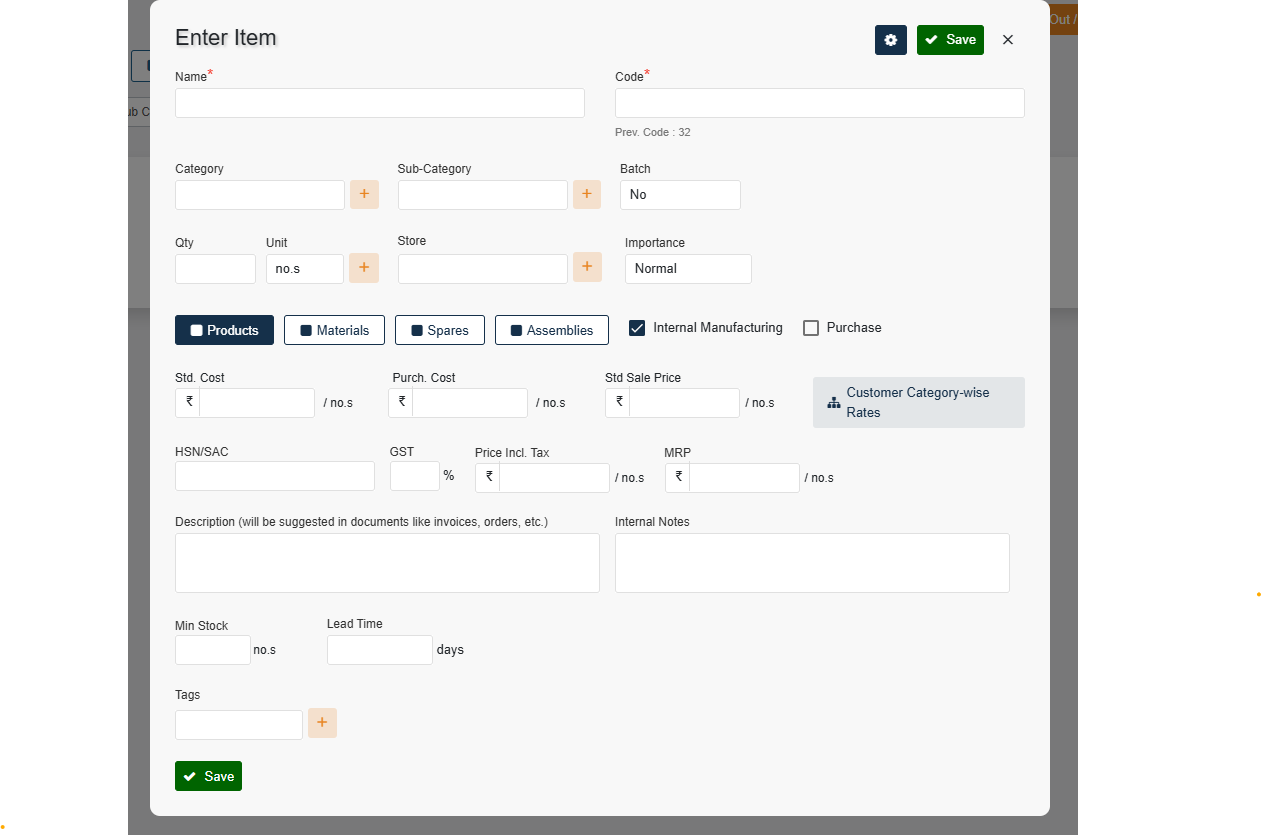 Out /
Enter Item
Save
Name*
Code*
ub C
Prev. Code : 32
Category
Sub-Category
Batch
+
+
No
Qty
Unit
Store
Importance
no.s
+
+
Normal
Products
Materials
Spares
Assemblies
Internal Manufacturing
Purchase
Std. Cost
Purch. Cost
Std Sale Price
₹
/ no.s
₹
/ no.s
₹
/ no.s
Customer Category-wise
Rates
HSN/SAC
GST
Price Incl. Tax
MRP
%
₹
/ no.s
₹
/ no.s
Description (will be suggested in documents like invoices, orders, etc.)
Internal Notes
Min Stock
Lead Time
no.s
days
Tags
+
Save